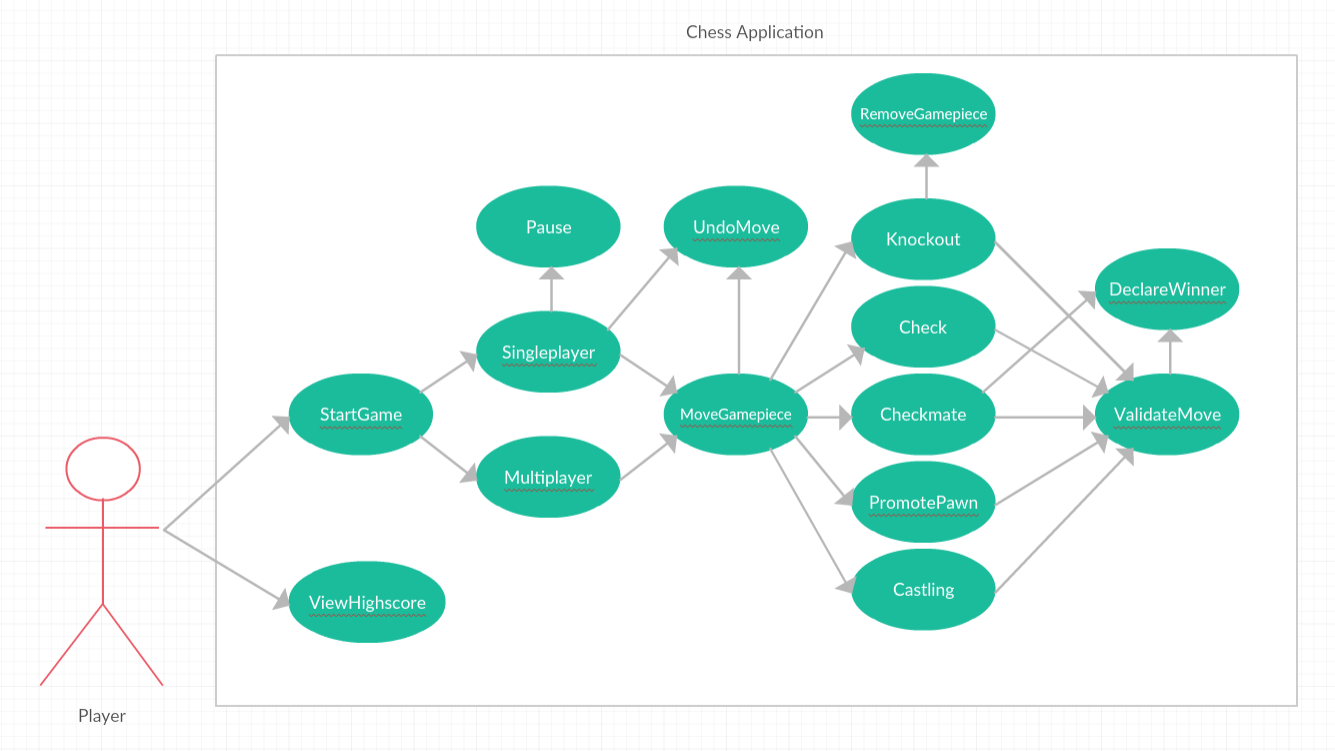 Chess Application
RemoveGamepiece
Pause
UndoMove
Knockout
DeclareWinner
Check
Singleplayer
StartGame
MoveGamepiece
Checkmate
ValidateMove
Multiplayer
PromotePawn
Castling
ViewHighscore
Player